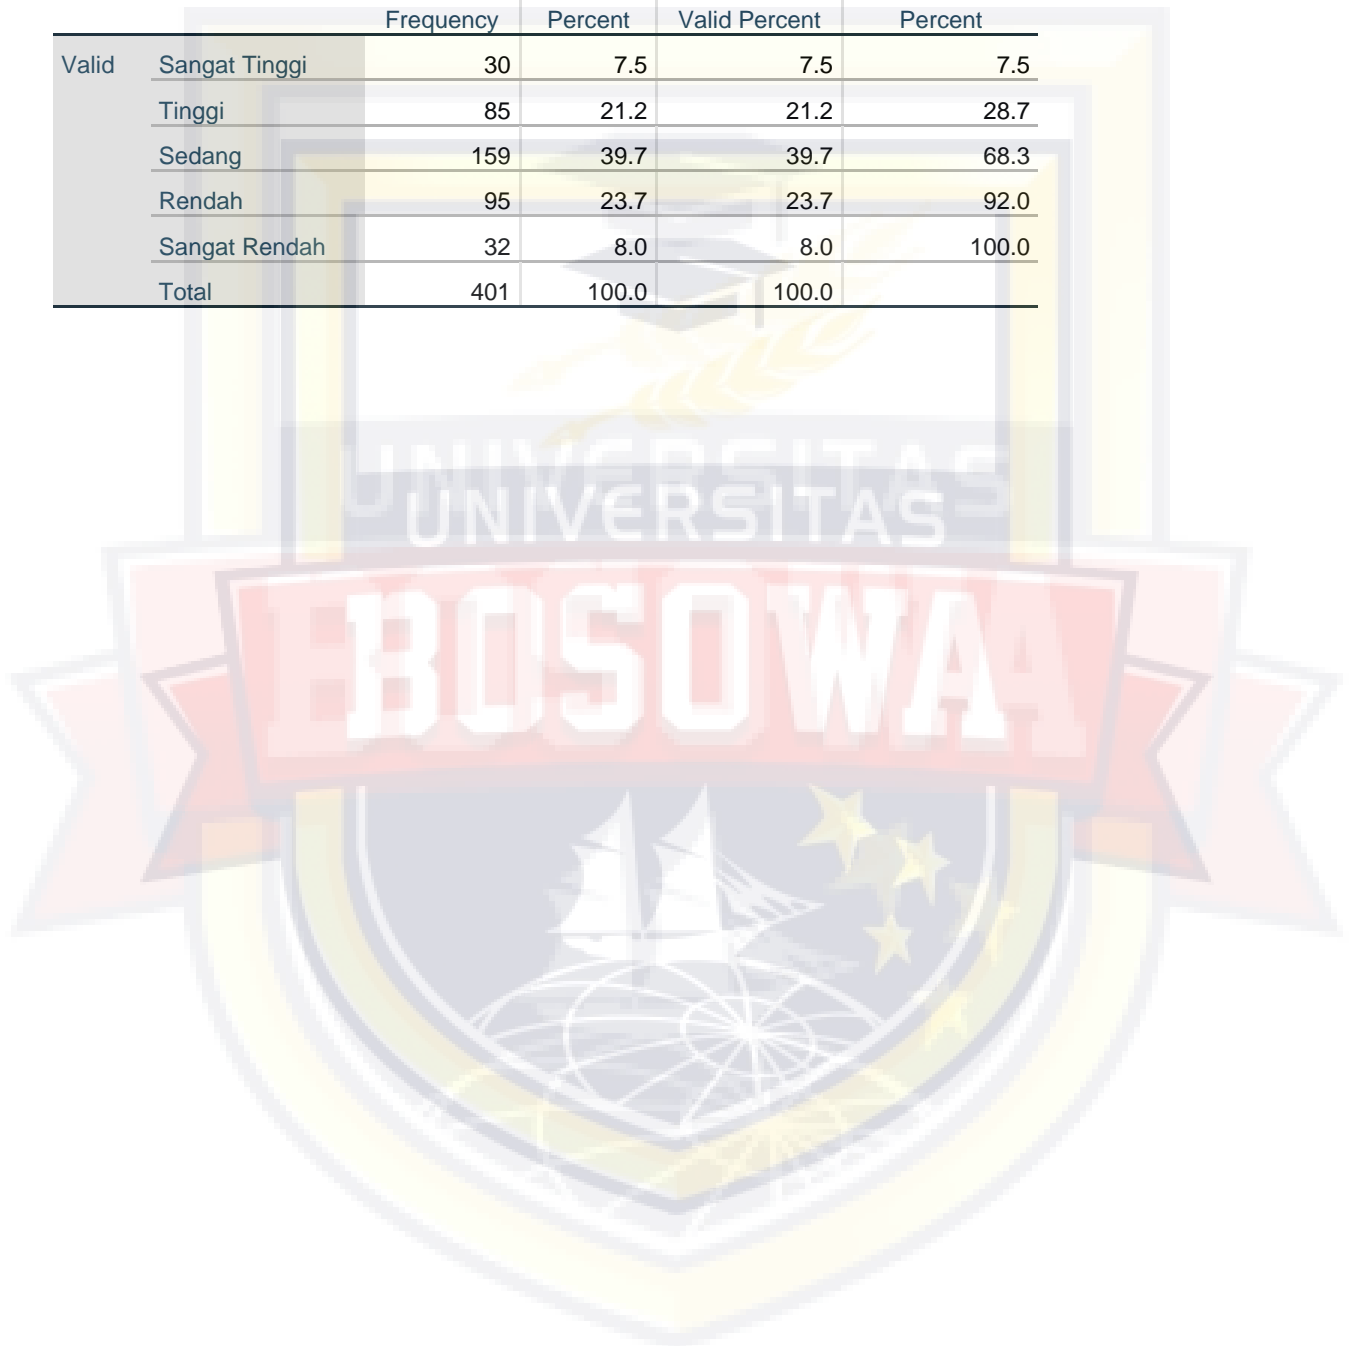 Frequency Percent Valid Percent Percent
Valid Sangat Tinggi 30 7.5 7.5 7.5
Tinggi 85 21.2 21.2 28.7
Sedang 159 39.7 39.7 68.3
Rendah 95 23.7 23.7 92.0
Sangat Rendah 32 8.0 8.0 100.0
Total 401 100.0 100.0
UNIVERSITAS
UNIVERSITAS
BOSOWA
BOSOWA